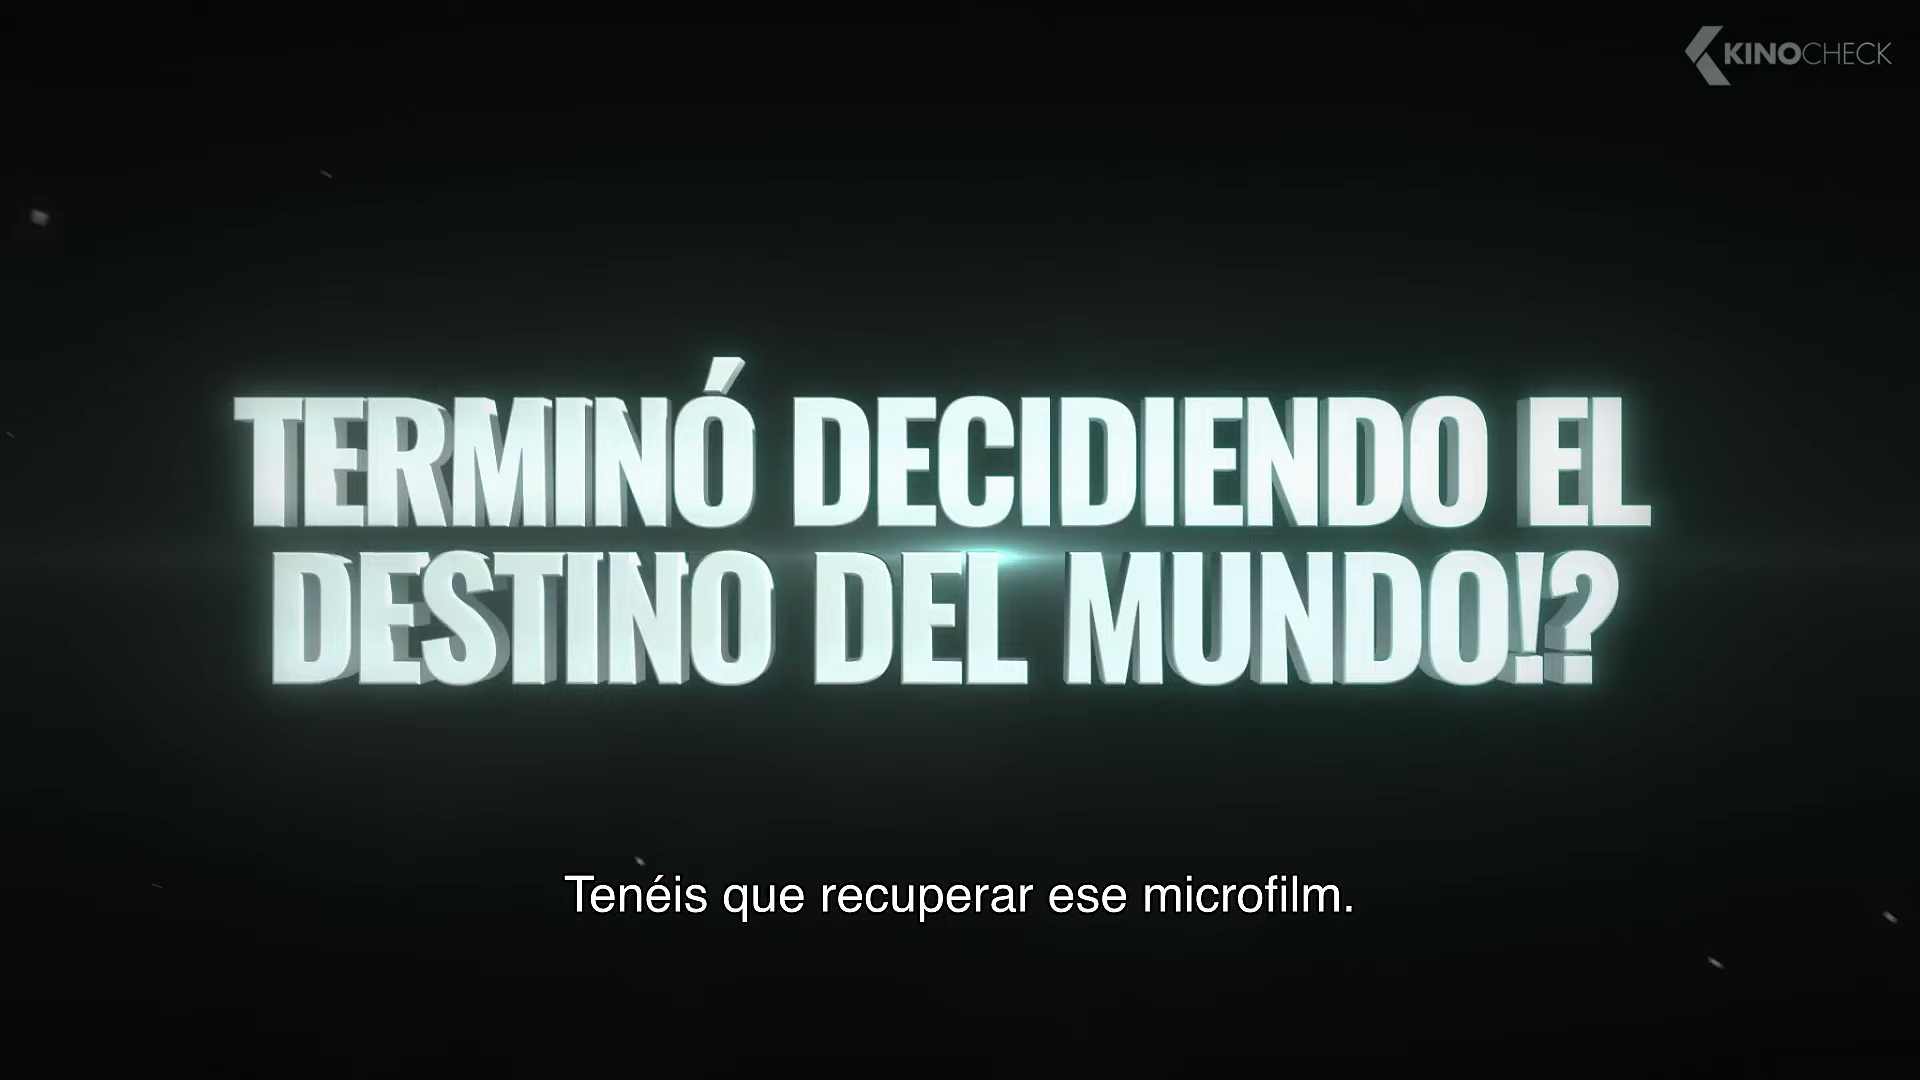 KINOCHECK
TERMINÓ DECIDIENDO EL
DESTINO DEL MUNDO!?
Tenéis que recuperar ese microfilm.